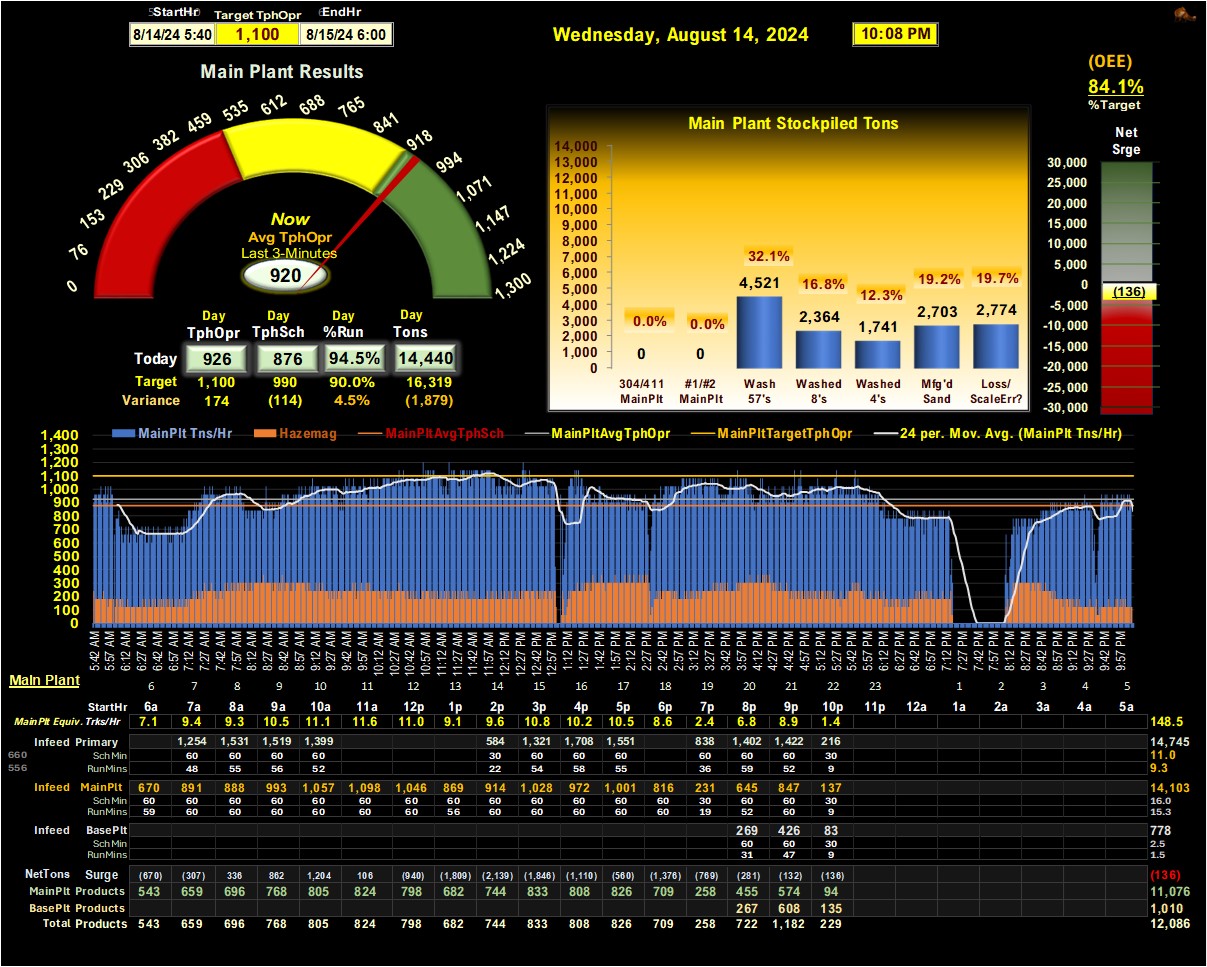 StartHr Target TphOpr EndHr
8/14/24 5:40 1,100 8/15/24 6:00
Wednesday, August 14, 2024 10:08 PM
(OEE)
84.1%
%Target
Main Plant Results
0 76 153 229 306 382 459 535 612 688 765 841 918 994 1,071 1,147 1,224 1,300
Now
Avg TphOpr
Last 3-Minutes
920
Day Day Day Day
TphOpr TphSch %Run Tons
Today 926 876 94.5% 14,440
Target 1,100 990 90.0% 16,319
Variance 174 (114) 4.5% (1,879)
Main Plant Stockpiled Tons
14,000
13,000
12,000
11,000
10,000
9,000
8,000
7,000
6,000
5,000
4,000
3,000
2,000
1,000
0
0.0% 0.0% 32.1% 16.8% 12.3% 19.2% 19.7%
0 0 4,521 2,364 1,741 2,703 2,774
304/411 #1/#2 Wash Washed Washed Mfg'd Loss/
MainPlt MainPlt 57's 8's 4's Sand ScaleErr?
Net
Srge
30,000
25,000
20,000
15,000
10,000
5,000
0
(136)
-5,000
-10,000
-15,000
-20,000
-25,000
-30,000
MainPlt Tns/Hr Hazemag MainPltAvgTphSch MainPltAvgTphOpr MainPltTargetTphOpr 24 per. Mov. Avg. (MainPlt Tns/Hr)
1,400
1,300
1,200
1,100
1,000
900
800
700
600
500
400
300
200
100
0
5:42 AM 5:57 AM 6:12 AM 6:27 AM 6:42 AM 6:57 AM 7:12 AM 7:27 AM 7:42 AM 7:57 AM 8:12 AM 8:27 AM 8:42 AM 8:57 AM 9:12 AM 9:27 AM 9:42 AM 9:57 AM 10:12 AM 10:27 AM 10:42 AM 10:57 AM 11:12 AM 11:27 AM 11:42 AM 11:57 AM 12:12 PM 12:27 PM 12:42 PM 12:57 PM 1:12 PM 1:27 PM 1:42 PM 1:57 PM 2:12 PM 2:27 PM 2:42 PM 2:57 PM 3:12 PM 3:27 PM 3:42 PM 3:57 PM 4:12 PM 4:27 PM 4:42 PM 4:57 PM 5:12 PM 5:27 PM 5:42 PM 5:57 PM 6:12 PM 6:27 PM 6:42 PM 6:57 PM 7:12 PM 7:27 PM 7:42 PM 7:57 PM 8:12 PM 8:27 PM 8:42 PM 8:57 PM 9:12 PM 9:27 PM 9:42 PM 9:57 PM
Main Plant
6 7 8 9 10 11 12 13 14 15 16 17 18 19 20 21 22 23 1 2 3 4 5
StartHr 6a 7a 8a 9a 10a 11a 12p 1p 2p 3p 4p 5p 6p 7p 8p 9p 10p 11p 12a 1a 2a 3a 4a 5a
MainPlt Equiv. Trks/Hr 7.1 9.4 9.3 10.5 11.1 11.6 11.0 9.1 9.6 10.8 10.2 10.5 8.6 2.4 6.8 8.9 1.4 148.5
Infeed Primary 1,254 1,531 1,519 1,399 584 1,321 1,708 1,551 838 1,402 1,422 216 14,745
660 SchMin 60 60 60 60 30 60 60 60 60 60 60 30 11.0
556 RunMins 48 55 56 52 22 54 58 55 36 59 52 9 9.3
Infeed MainPlt 670 891 888 993 1,057 1,098 1,046 869 914 1,028 972 1,001 816 231 645 847 137 14,103
SchMin 60 60 60 60 60 60 60 60 60 60 60 60 60 30 60 60 30 16.0
RunMins 59 60 60 60 60 60 60 56 60 60 60 60 60 19 52 60 9 15.3
Infeed BasePlt 269 426 83 778
SchMin 60 60 30 2.5
RunMins 31 47 9 1.5
NetTons Surge (670) (307) 336 862 1,204 106 (940) (1,809) (2,139) (1,846) (1,110) (560) (1,376) (769) (281) (132) (136) (136)
MainPlt Products 543 659 696 768 805 824 798 682 744 833 808 826 709 258 455 574 94 11,076
BasePlt Products 267 608 135 1,010
Total Products 543 659 696 768 805 824 798 682 744 833 808 826 709 258 722 1,182 229 12,086